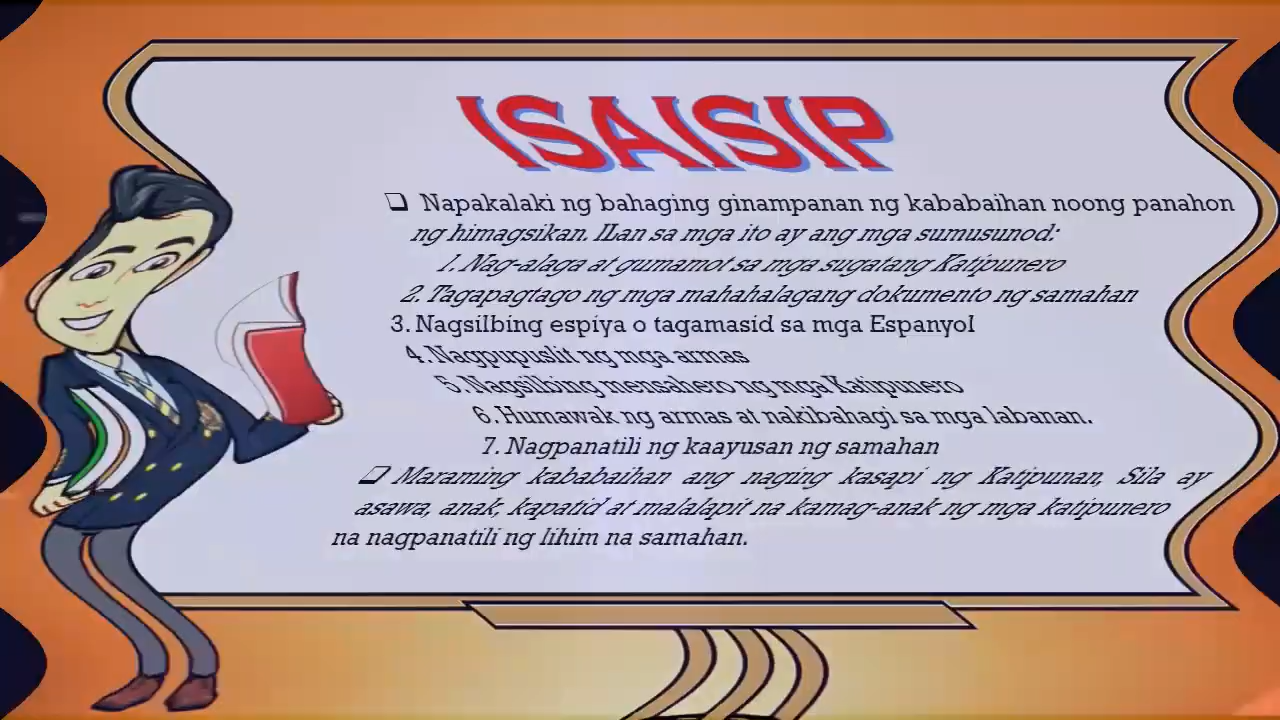 ISAISIP
❑ Napakalaki ng bahaging ginampanan ng kababaihan noong panahon
ng himagsikan. ILan sa mga ito ay ang mga sumusunod:
1. Nag-alaga at gumamot sa mga sugatang Katipunero
2. Tagapagtago ng mga mahahalagang dokumento ng samahan
3. Nagsilbing espiya o tagamasid sa mga Espanyol
4. Nagpupuslit ng mga armas
5. Nagsilbing mensahero ng mga Katipunero
6. Humawak ng armas at nakibahagi sa mga labanan.
7. Nagpanatili ng kaayusan ng samahan
❑ Maraming kababaihan ang naging kasapi ng Katipunan, Sila ay
asawa, anak, kapatid at malalapit na kamag-anak ng mga katipunero
na nagpanatili ng lihim na samahan.